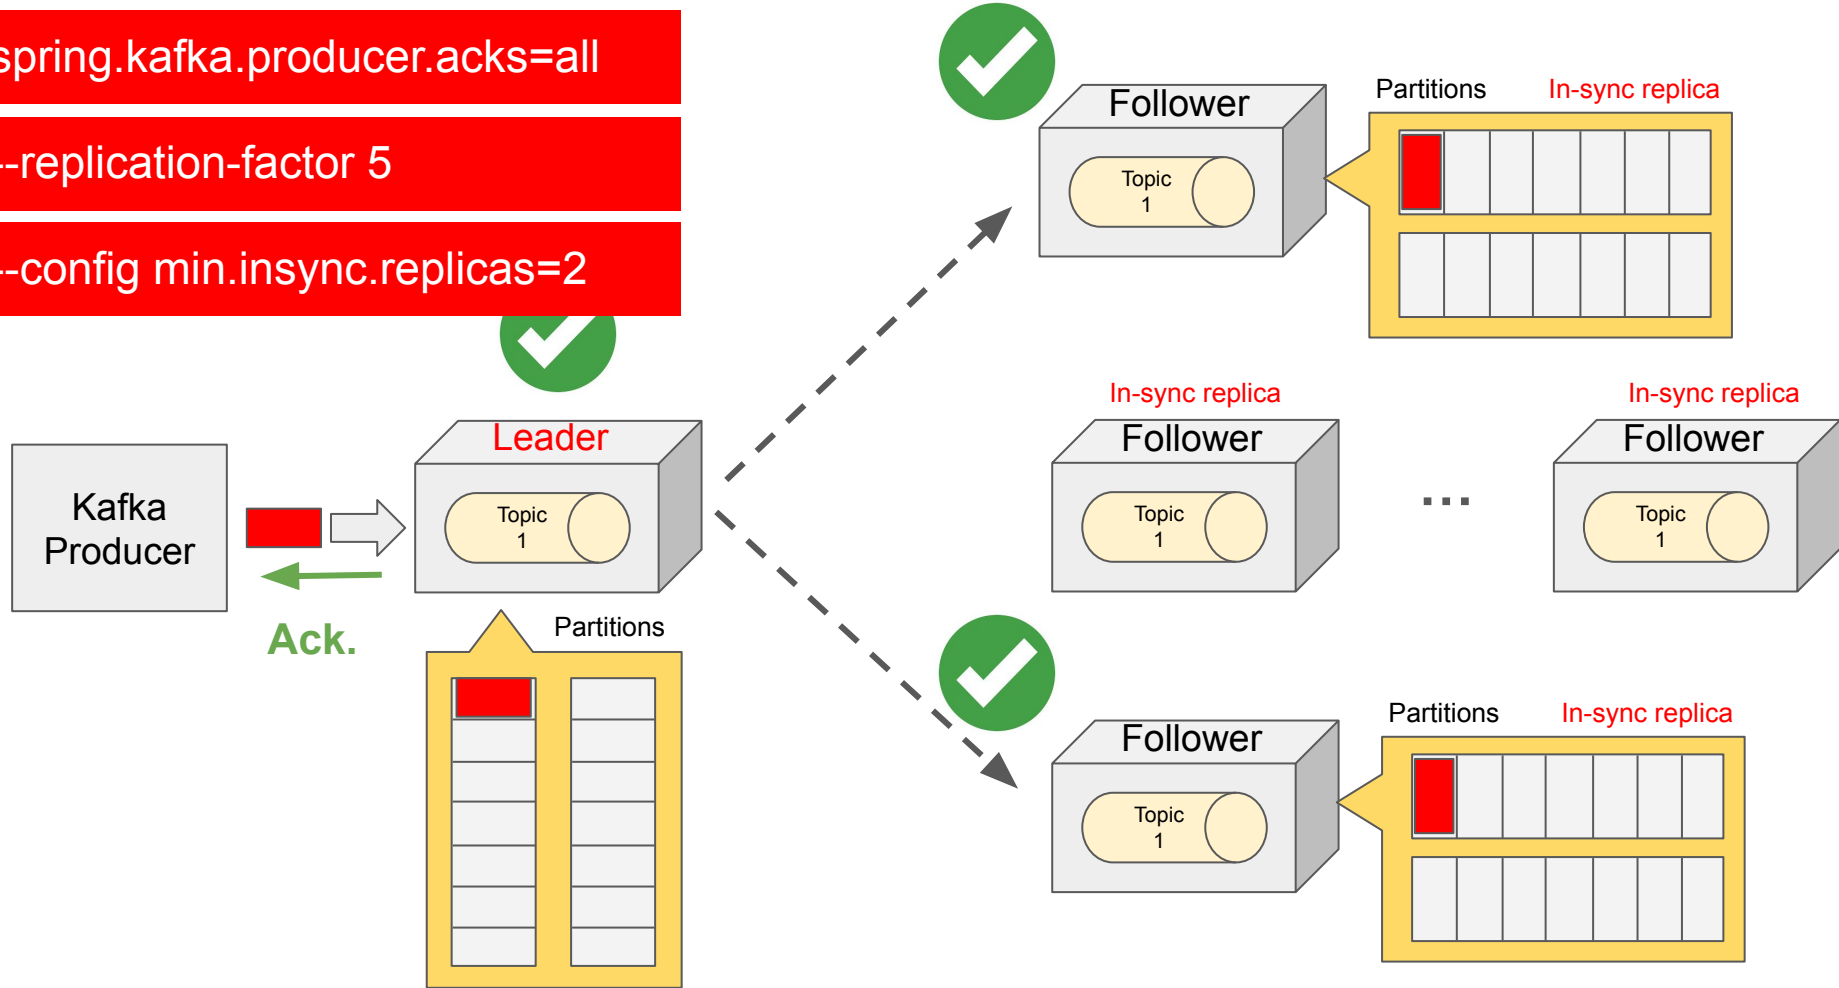 spring.kafka.producer.acks=all
--replication-factor 5
--config min.insync.replicas=2
Follower
Topic
1
Partitions In-sync replica
In-sync replica
Follower
Topic
1
...
In-sync replica
Follower
Topic
1
Kafka
Producer
Ack.
Leader
Topic
1
Partitions
Follower
Topic
1
Partitions In-sync replica